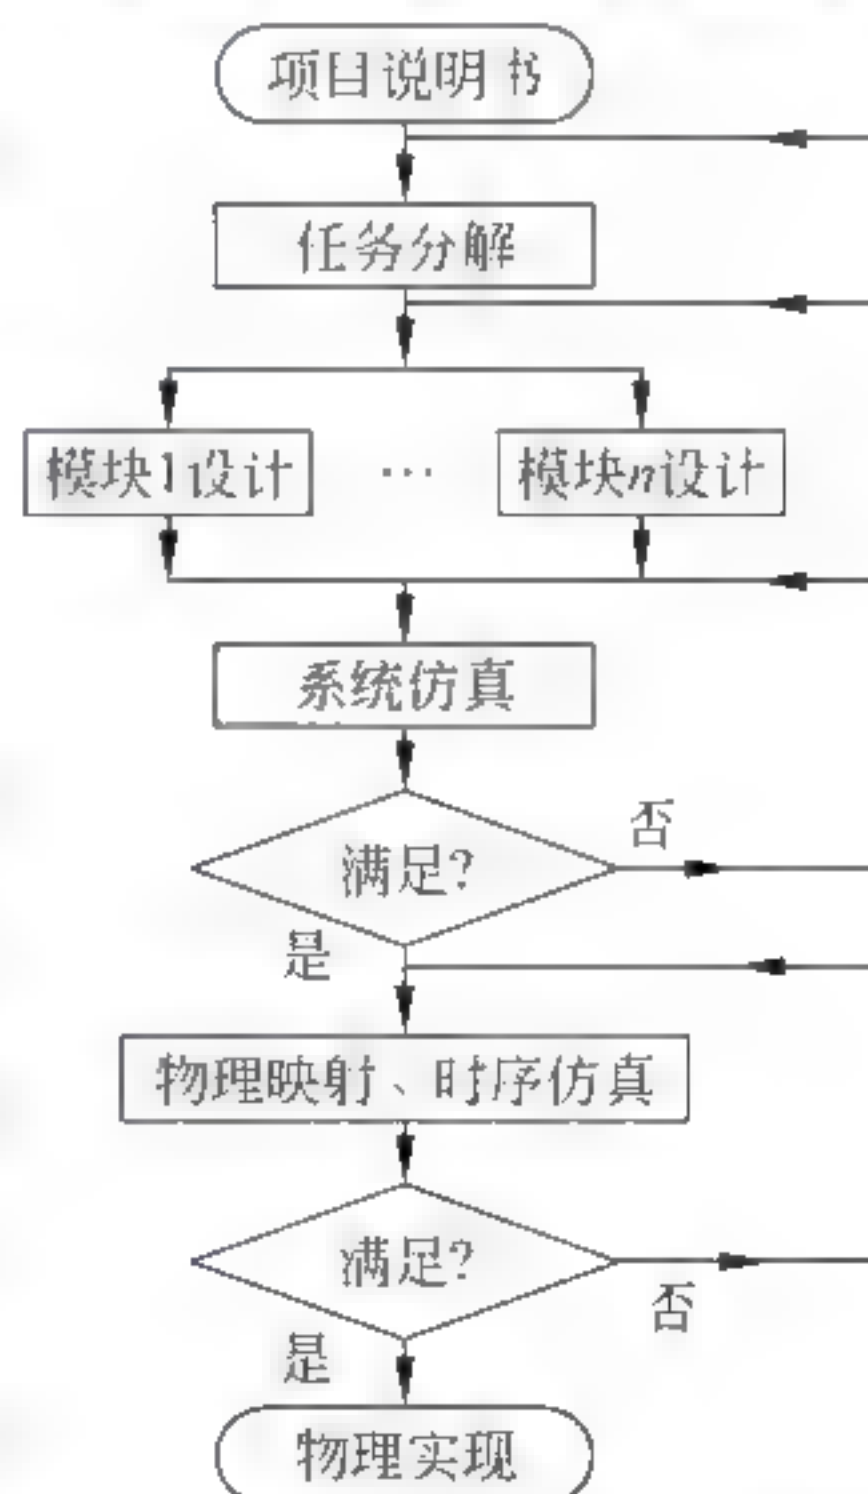 项目说明书
任务分解
模块1设计 … 模块n设计
系统仿真
否
满足?
是
物理映射、时序仿真
满足?
否
是
物理实现